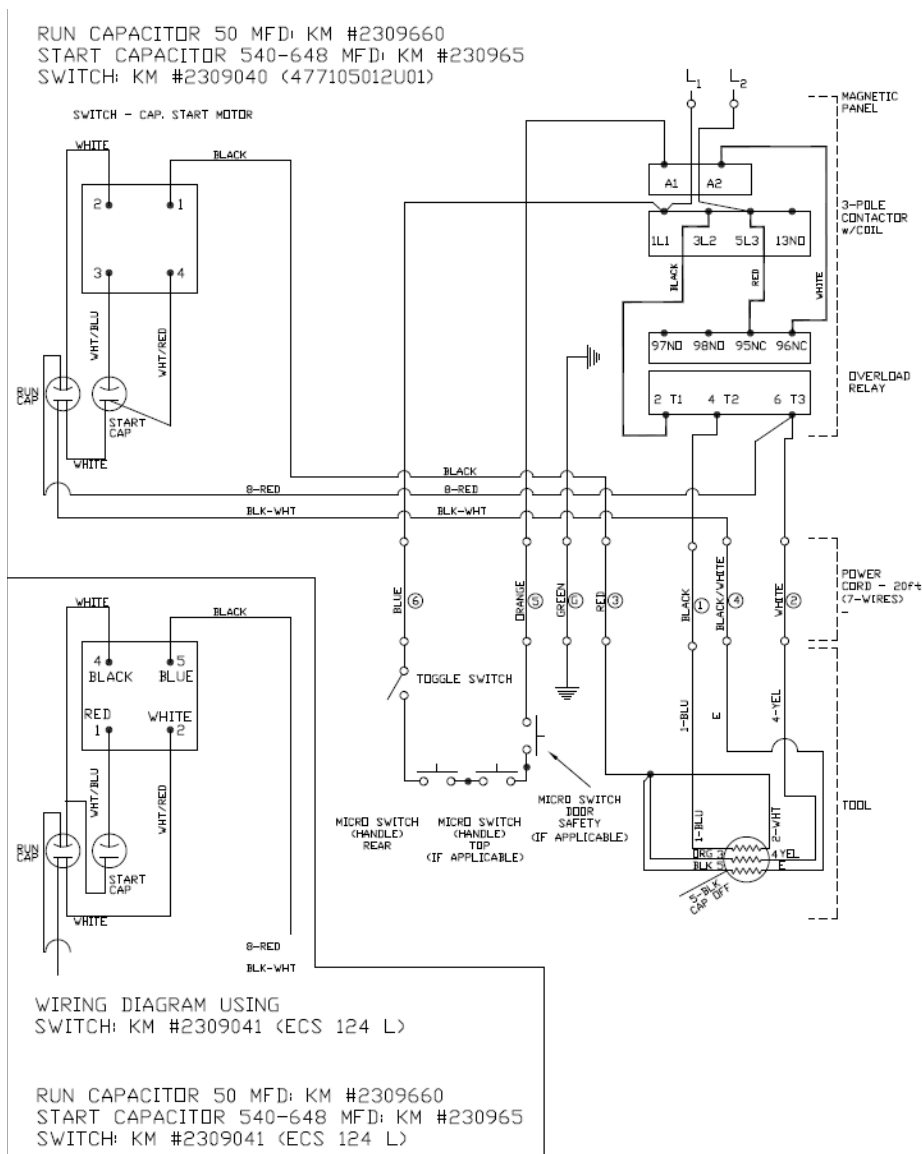 RUN CAPACITOR 50 MFD: KM #2309660
START CAPACITOR 540-648 MFD: KM #230965
SWITCH: KM #2309040 (477105012U01)
SWITCH - CAP. START MOTOR
WHITE
BLACK
2
1
3
4
WHT/BLU
WHT/RED
RUN
CAP
START
CAP
WHITE
L1
L2
MAGNETIC
PANEL
A1
A2
3-POLE
CONTACTOR
W/COIL
1L1
3L2
5L3
13NO
BLACK
RED
WHITE
97NO
98NO
95NC
96NC
OVERLOAD
RELAY
2 T1
4 T2
6 T3
BLACK
8-RED
8-RED
BLK-WHT
BLK-WHT
BLUE
6
ORANGE
5
GREEN
G
RED
3
BLACK
1
BLACK/WHITE
4
WHITE
2
POWER
CORD - 20ft
(7-WIRES)
WHITE
BLACK
4
5
BLACK
BLUE
RED
WHITE
1
2
WHT/BLU
WHT/RED
RUN
CAP
START
CAP
WHITE
8-RED
BLK-WHT
TOGGLE SWITCH
MICRO SWITCH
(HANDLE)
REAR
MICRO SWITCH
(HANDLE)
TOP
(IF APPLICABLE)
MICRO SWITCH
DOOR
SAFETY
(IF APPLICABLE)
1-BLU
E
4-YEL
TOOL
1-BLU
2-WHT
ORG 3
4 YEL
BLK
E
5-BLK
CAP OFF
WIRING DIAGRAM USING
SWITCH: KM #2309041 (ECS 124 L)
RUN CAPACITOR 50 MFD: KM #2309660
START CAPACITOR 540-648 MFD: KM #230965
SWITCH: KM #2309041 (ECS 124 L)